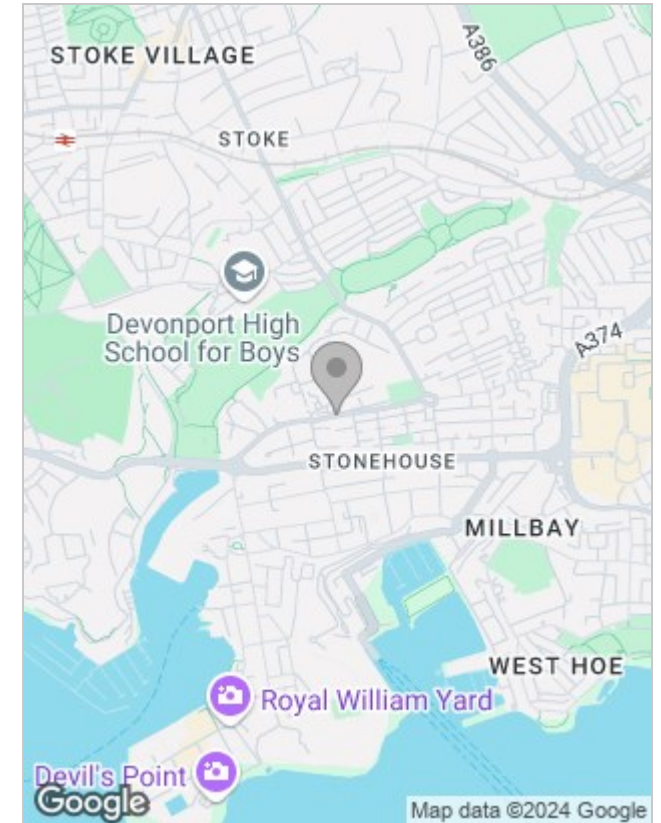 A386
STOKE VILLAGE
STOKE
Devonport High
School for Boys
A374
STONEHOUSE
MILLBAY
WEST HOE
Royal William Yard
Devil's Point
Google
Map data ©2024 Google